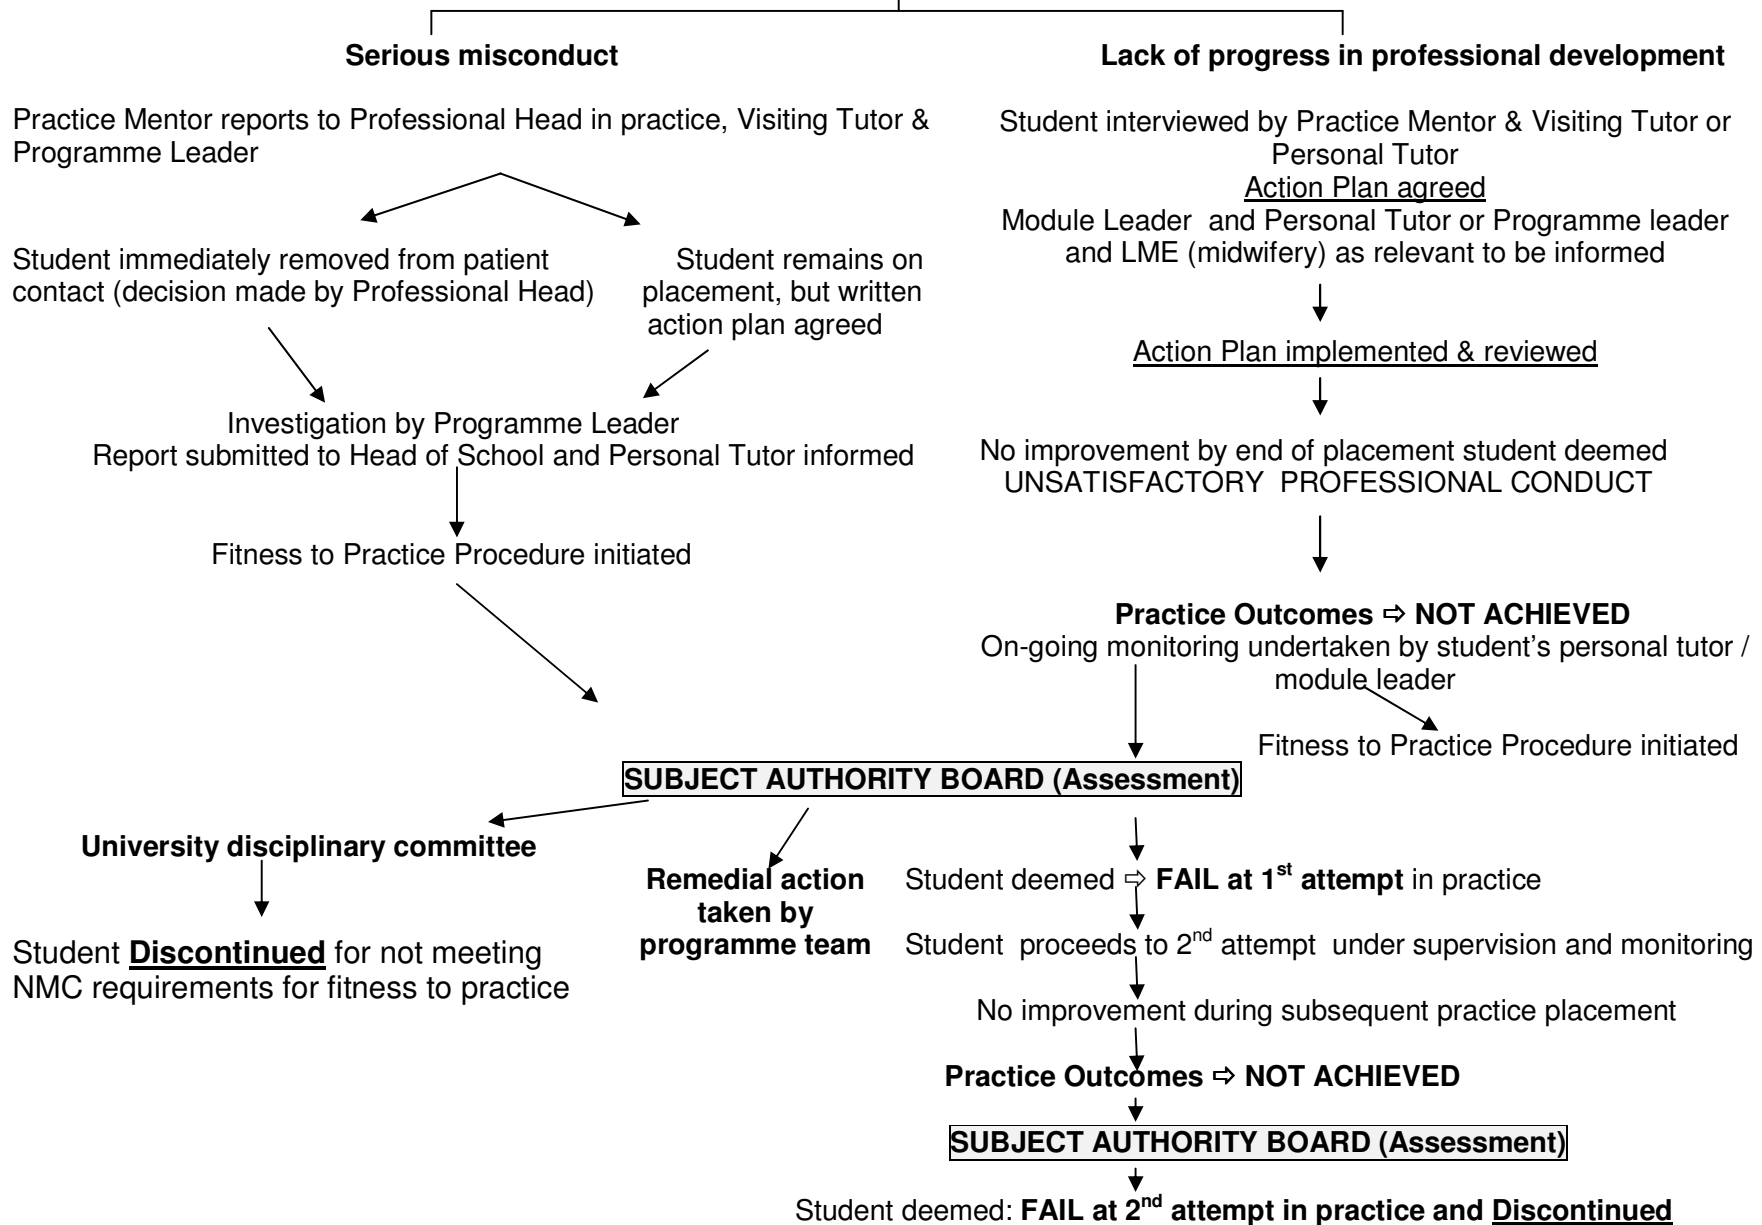 Serious misconduct
Practice Mentor reports to Professional Head in practice, Visiting Tutor &
Programme Leader
Student immediately removed from patient
contact (decision made by Professional Head)
Student remains on
placement, but written
action plan agreed
Investigation by Programme Leader
Report submitted to Head of School and Personal Tutor informed
Fitness to Practice Procedure initiated
Lack of progress in professional development
Student interviewed by Practice Mentor & Visiting Tutor or
Personal Tutor
Action Plan agreed
Module Leader and Personal Tutor or Programme leader
and LME (midwifery) as relevant to be informed
Action Plan implemented & reviewed
No improvement by end of placement student deemed
UNSATISFACTORY PROFESSIONAL CONDUCT
Practice Outcomes ⇨ NOT ACHIEVED
On-going monitoring undertaken by student's personal tutor /
module leader
Fitness to Practice Procedure initiated
SUBJECT AUTHORITY BOARD (Assessment)
University disciplinary committee
Student Discontinued for not meeting
NMC requirements for fitness to practice
Remedial action
taken by
programme team
Student deemed ⇨ FAIL at 1st attempt in practice
Student proceeds to 2nd attempt under supervision and monitoring
No improvement during subsequent practice placement
Practice Outcomes ⇨ NOT ACHIEVED
SUBJECT AUTHORITY BOARD (Assessment)
Student deemed: FAIL at 2nd attempt in practice and Discontinued